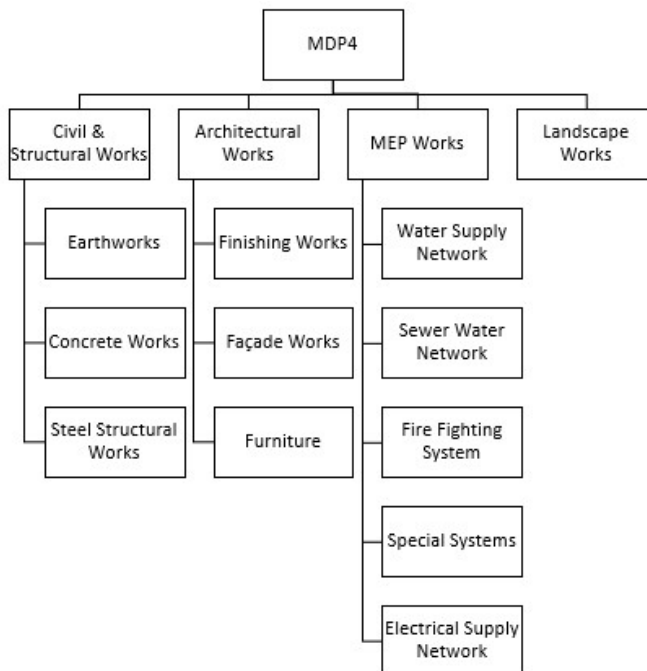 MDP4
Civil &
Structural Works
Architectural
Works
MEP Works
Landscape
Works
Earthworks
Concrete Works
Steel Structural
Works
Finishing Works
Façade Works
Furniture
Water Supply
Network
Sewer Water
Network
Fire Fighting
System
Special Systems
Electrical Supply
Network